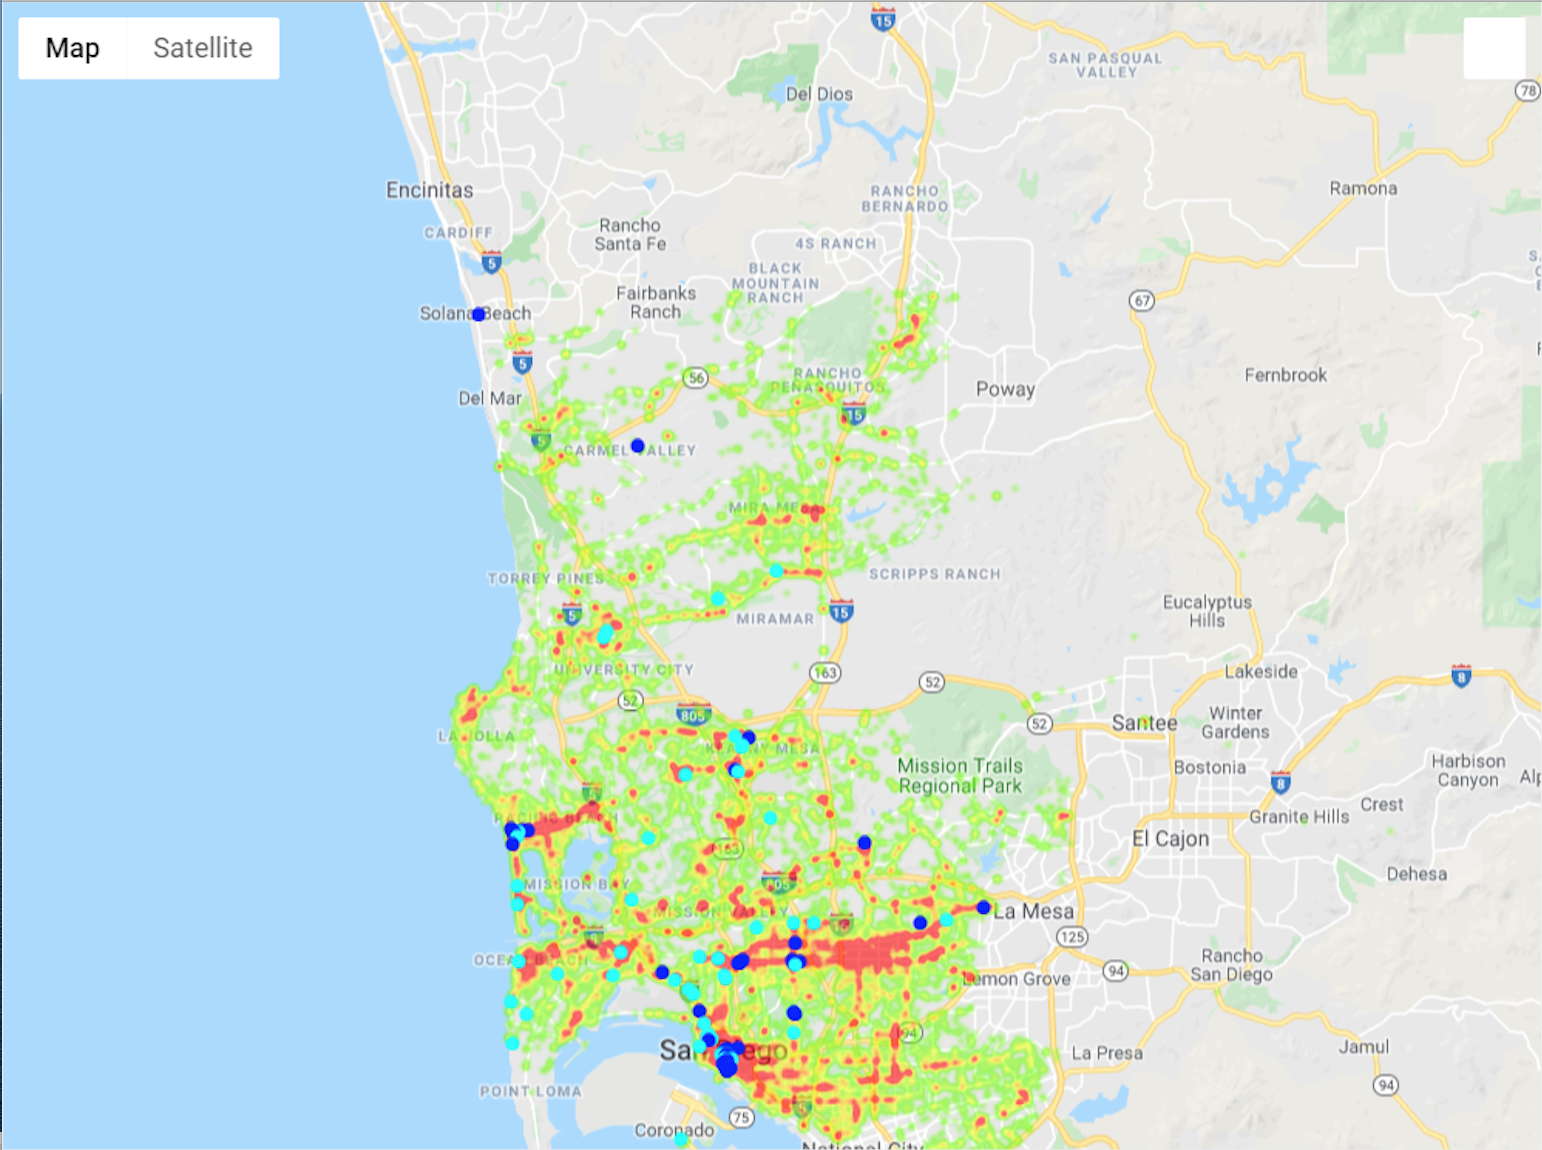 Map
Satellite
15
SAN PASQUAL
VALLEY
78
Del Dios
Encinitas
RANCHO
BERNARDO
Ramona
CARDIFF
Rancho
Santa Fe
4S RANCH
5
BLACK
MOUNTAIN
RANCH
Fairbanks
Ranch
67
Solana Beach
5
56
RANCHO
PEÑASQUITOS
Fernbrook
Del Mar
Poway
15
5
CARMEL VALLEY
MIRA MESA
TORREY PINES
SCRIPPS RANCH
5
MIRAMAR
15
Eucalyptus
Hills
UNIVERSITY CITY
163
52
Lakeside
8
52
805
52
Santee
Winter
Gardens
LA JOLLA
KEARNY MESA
Mission Trails
Regional Park
Bostonia
8
Harbison
Canyon
Alp
5
PACIFIC BEACH
Granite Hills
Crest
163
El Cajon
MISSION BAY
805
Dehesa
MISSION VALLEY
La Mesa
8
125
OCEAN BEACH
Lemon Grove
94
Rancho
San Diego
94
San Diego
La Presa
Jamul
POINT LOMA
94
5
75
Coronado
National City